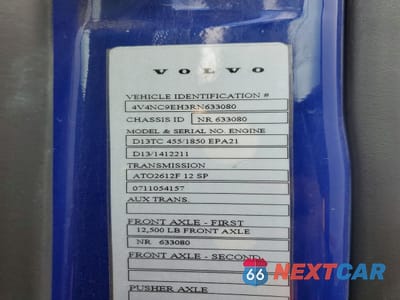 VOLVO
VEHICLE IDENTIFICATION #
4V4NC9EH3RN633080
CHASSIS ID NR 633080
MODEL & SERIAL NO. ENGINE
D13TC 455/1850 EPA21
D13/1412211
TRANSMISSION
ATO2612F 12 SP
0711054157
AUX TRANS.
FRONT AXLE - FIRST
12,500 LB FRONT AXLE
NR 633080
FRONT AXLE - SECOND
PUSHER AXLE
66 NEXTCAR